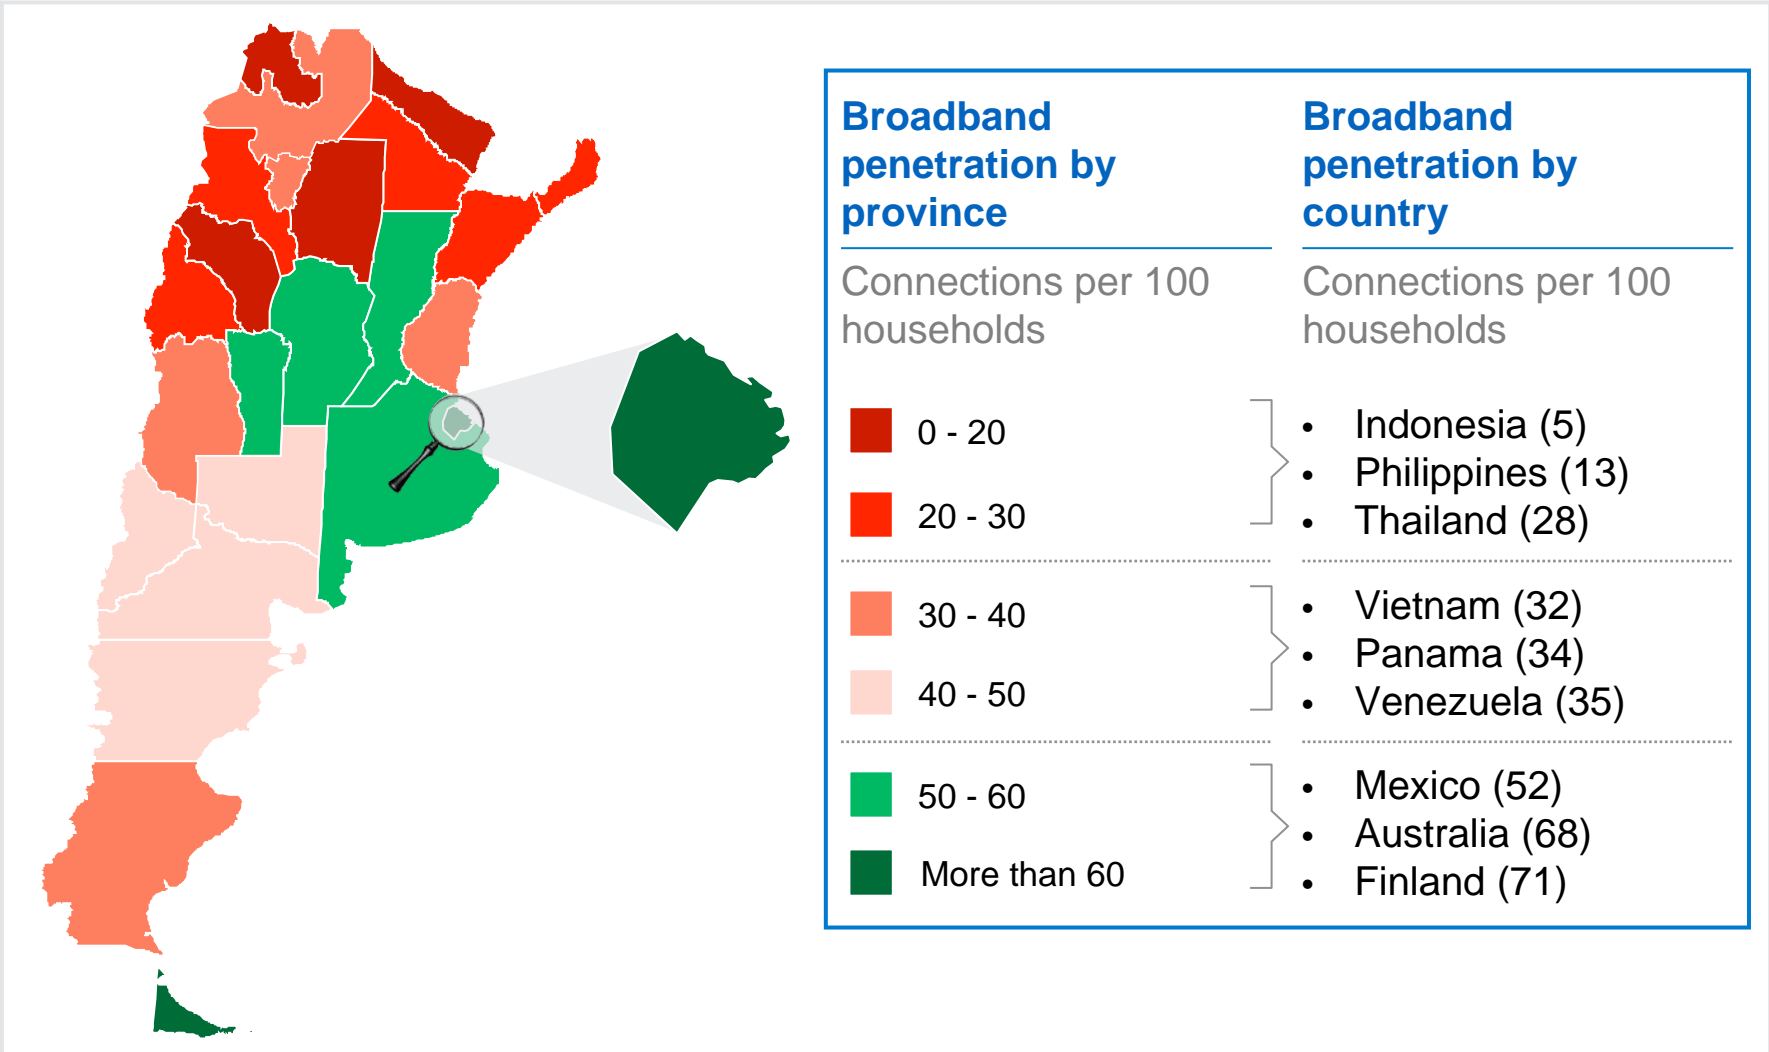 Broadband
penetration by
province
Connections per 100
households
0 - 20
20 - 30
30 - 40
40 - 50
50 - 60
More than 60
Broadband
penetration by
country
Connections per 100
households
• Indonesia (5)
• Philippines (13)
• Thailand (28)
• Vietnam (32)
• Panama (34)
• Venezuela (35)
• Mexico (52)
• Australia (68)
• Finland (71)